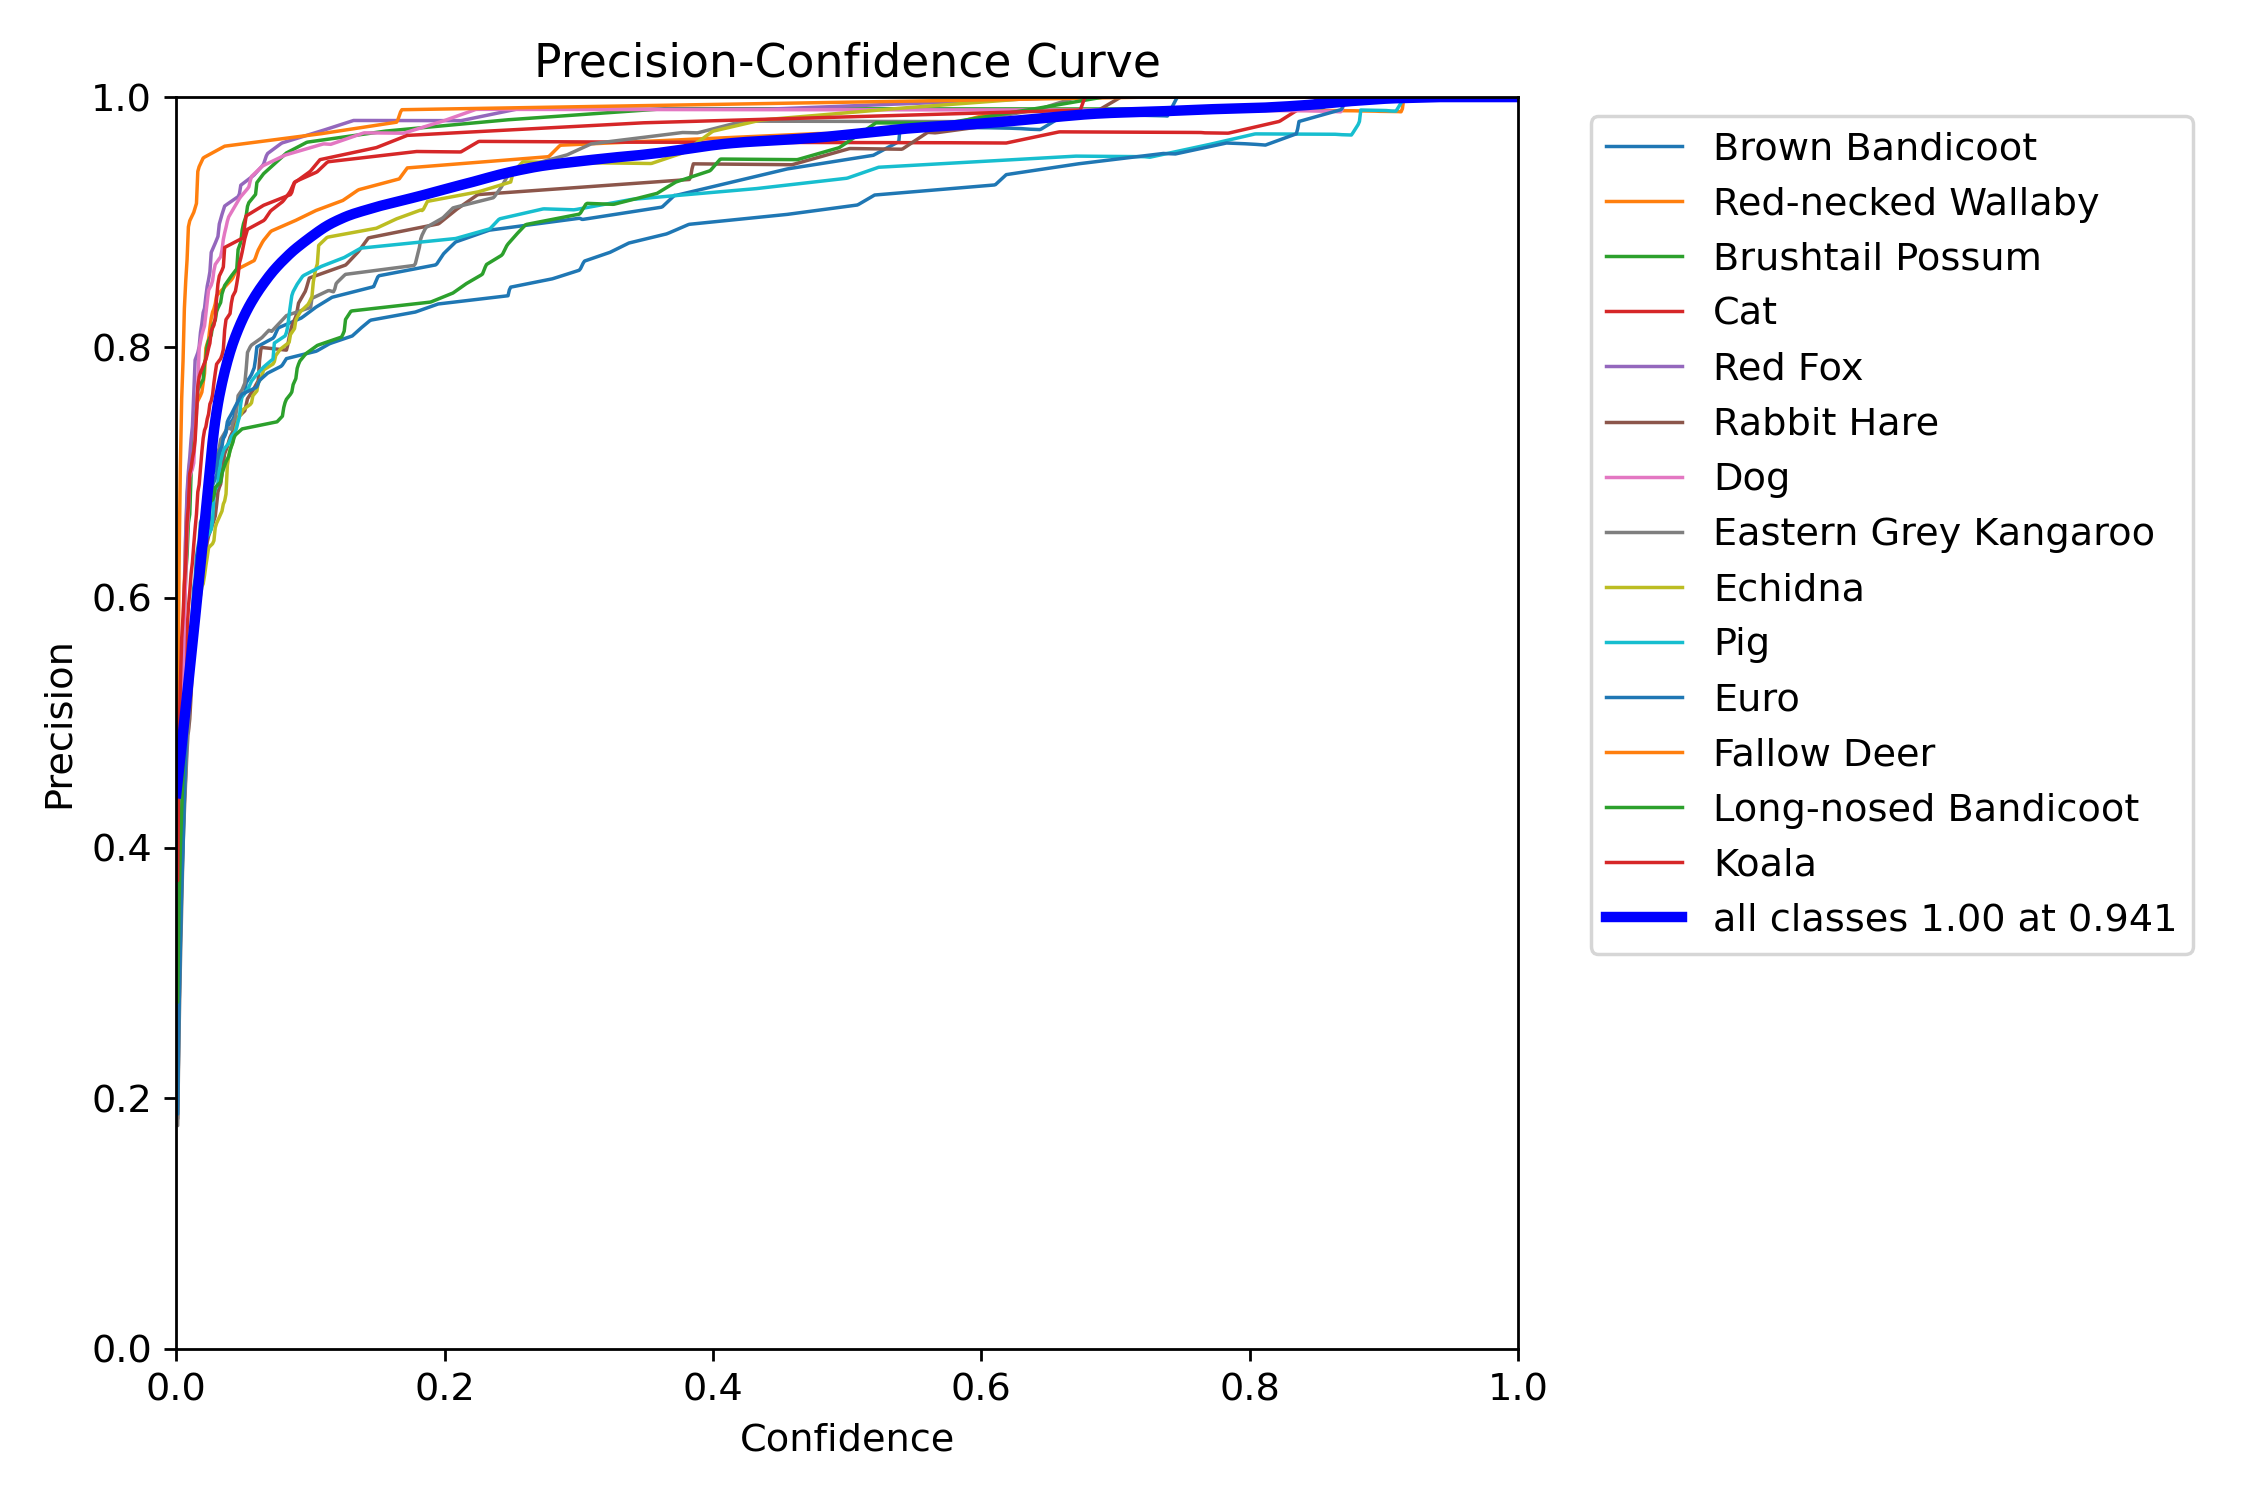 Precision-Confidence Curve
1.0
0.8
0.6
0.4
0.2
0.0
Precision
0.0 0.2 0.4 0.6 0.8 1.0
Confidence
Brown Bandicoot
Red-necked Wallaby
Brushtail Possum
Cat
Red Fox
Rabbit Hare
Dog
Eastern Grey Kangaroo
Echidna
Pig
Euro
Fallow Deer
Long-nosed Bandicoot
Koala
all classes 1.00 at 0.941